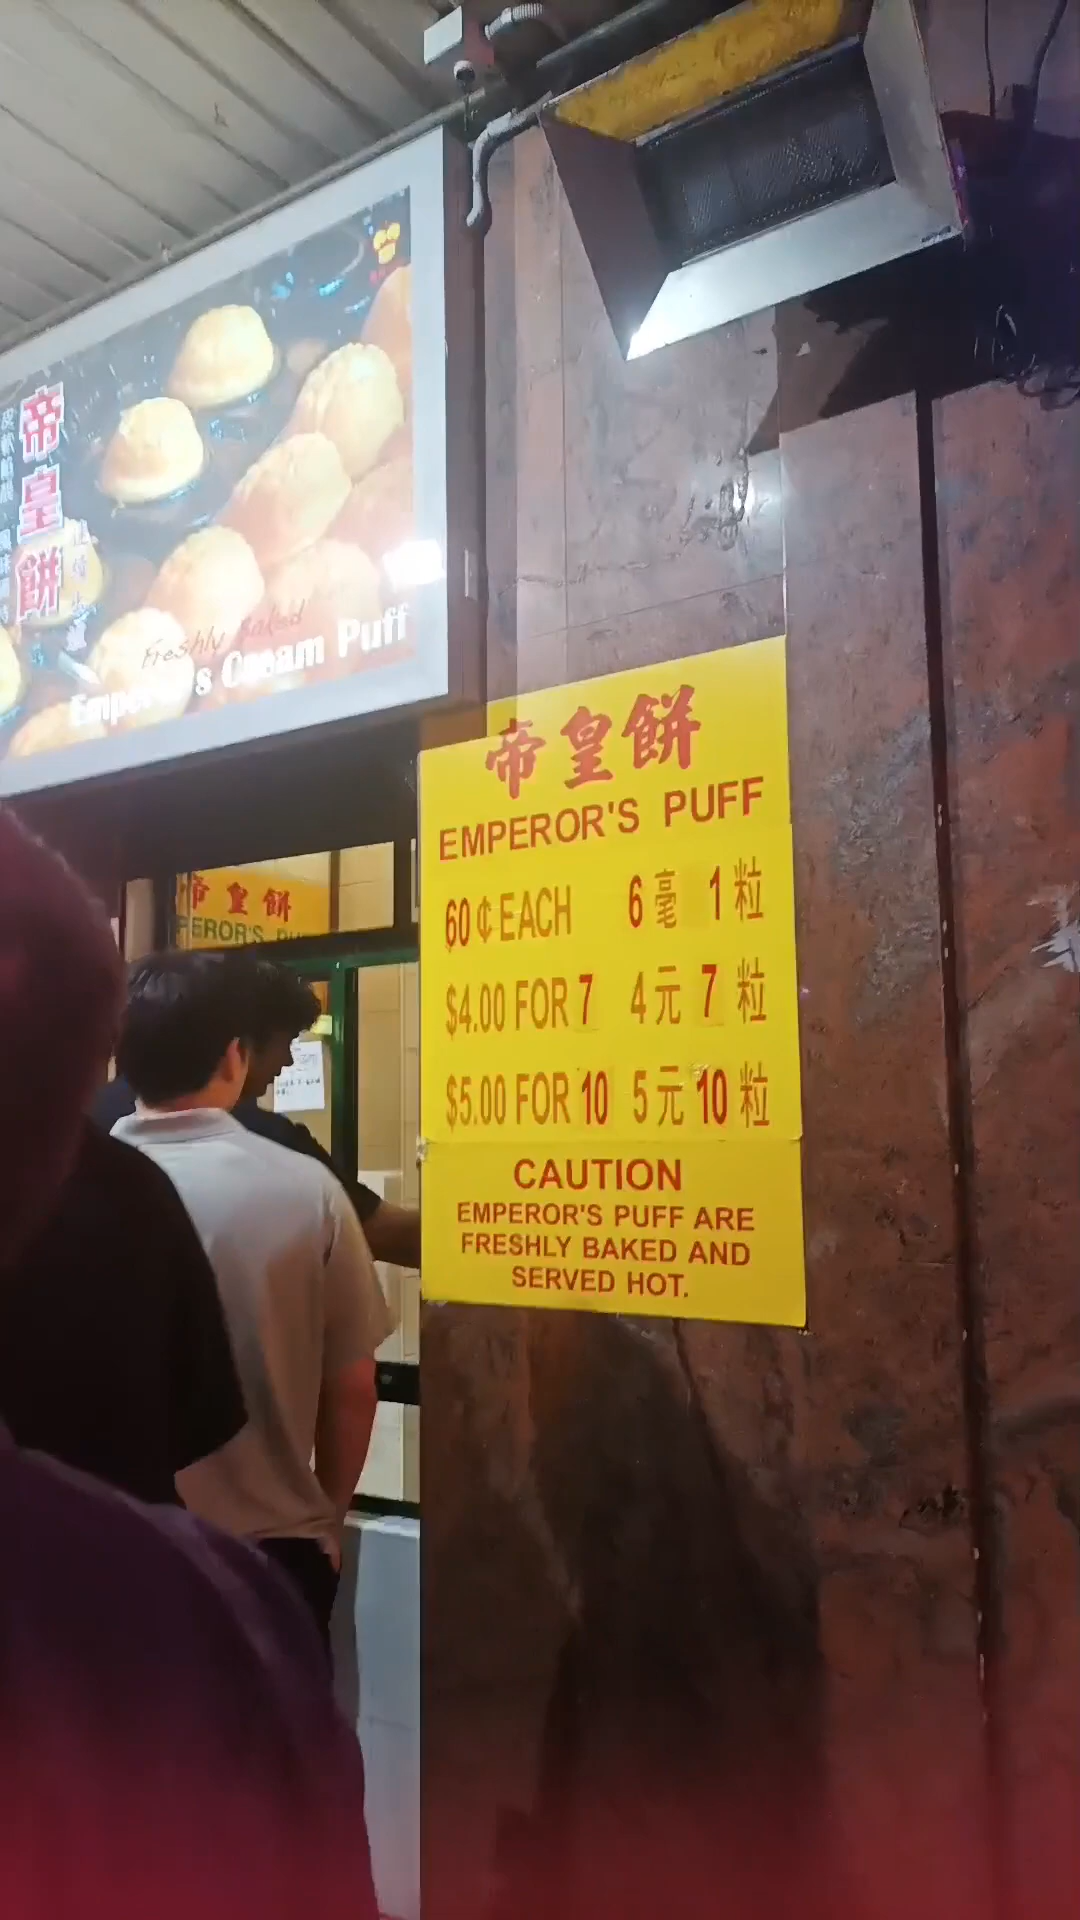 帝皇餅
Freshly Baked
Emperor's Cream Puff
帝皇餅
EMPEROR'S PUFF
60¢ EACH 6毫 1粒
$4.00 FOR 7 4元 7粒
$5.00 FOR 10 5元 10粒
CAUTION
EMPEROR'S PUFF ARE
FRESHLY BAKED AND
SERVED HOT.
帝皇餅
EROR'S